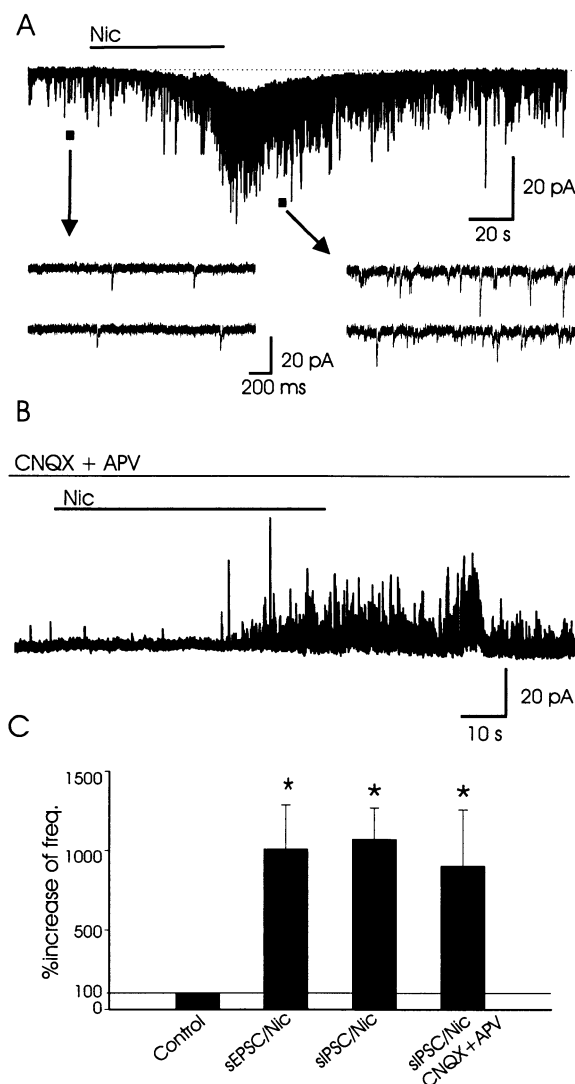 A
Nic
20 pA
20 s
20 pA
200 ms
B
CNQX + APV
Nic
20 pA
10 s
C
1500
1000
500
100
0
%increase of freq.
* * *
Control
sEPSC/Nic
sIPSC/Nic
sIPSC/Nic
CNQX+APV